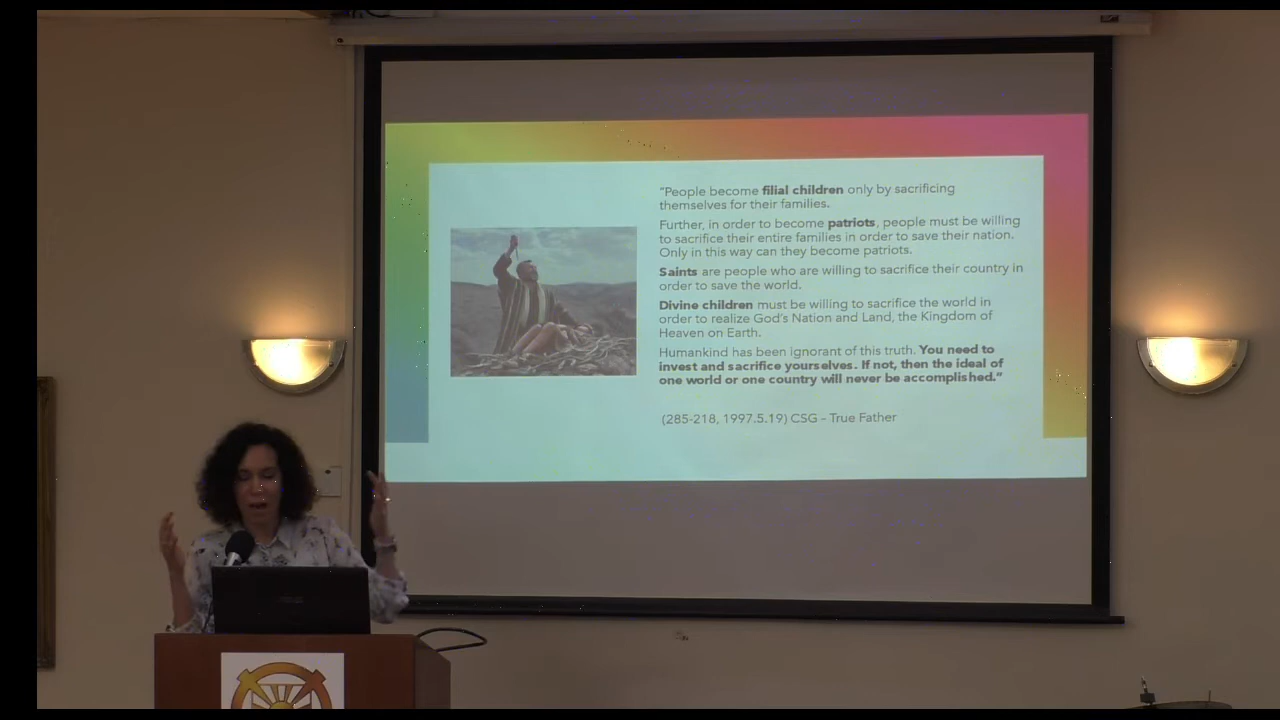 "People become filial children only by sacrificing
themselves for their families.
Further, in order to become patriots, people must be willing
to sacrifice their entire families in order to save their nation.
Only in this way can they become patriots.
Saints are people who are willing to sacrifice their country in
order to save the world.
Divine children must be willing to sacrifice the world in
order to realize God's Nation and Land, the Kingdom of
Heaven on Earth.
Humankind has been ignorant of this truth. You need to
invest and sacrifice yourselves. If not, then the ideal of
one world or one country will never be accomplished."
(285-218, 1997.5.19) CSG – True Father